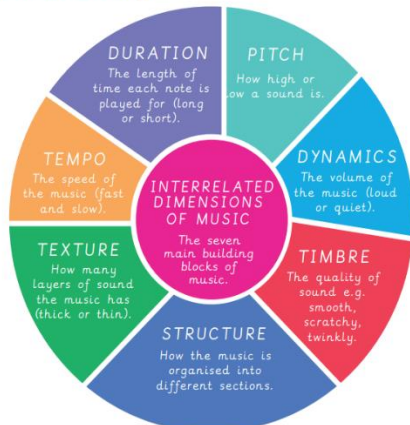 INTERRELATED
DIMENSIONS
OF MUSIC
The seven
main building
blocks of
music.
PITCH
How high or
low a sound is.
DYNAMICS
The volume of
the music (loud
or quiet).
TIMBRE
The quality of
sound e.g.
smooth,
scratchy,
twinkly.
STRUCTURE
How the music is
organised into
different sections.
TEXTURE
How many
layers of sound
the music has
(thick or thin).
TEMPO
The speed of
the music (fast
and slow).
DURATION
The length of
time each note is
played for (long
or short).